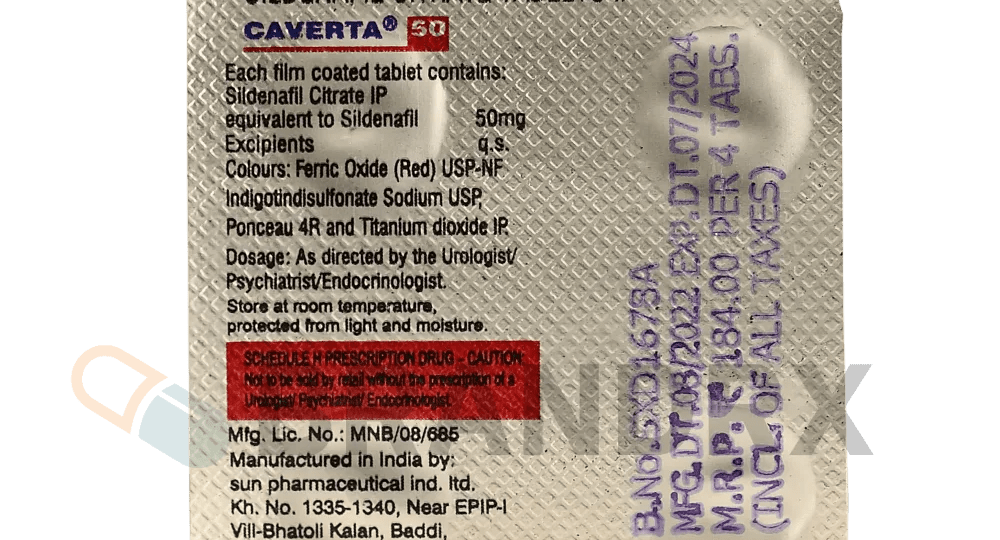 CAVERTA® 50
Each film coated tablet contains:
Sildenafil Citrate IP
equivalent to Sildenafil 50mg
Excipients q.s.
Colours: Ferric Oxide (Red) USP-NF
Indigotindisulfonate Sodium USP,
Ponceau 4R and Titanium dioxide IP.
Dosage: As directed by the Urologist/
Psychiatrist/Endocrinologist.
Store at room temperature,
protected from light and moisture.
SCHEDULE H PRESCRIPTION DRUG - CAUTION:
Not to be sold by retail without the prescription of a
Urologist/ Psychiatrist/ Endocrinologist.
Mfg. Lic. No.: MNB/08/685
Manufactured in India by:
sun pharmaceutical ind. ltd.
Kh. No. 1335-1340, Near EPIP-I
Vill-Bhatoli Kalan, Baddi,
MFG.DT.08/2022 EXP.DT.07/2024
M.R.P. ₹ 184.00 PER 4 TABS.
(INCL. OF ALL TAXES)